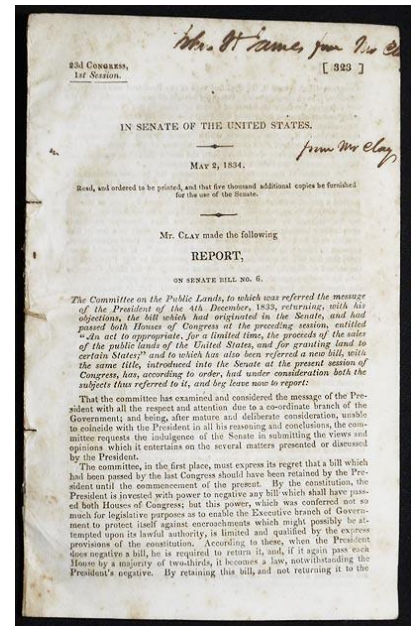 23d CONGRESS,
1st Session.
[ 323 ]
IN SENATE OF THE UNITED STATES.
from Mr Clay
MAY 2, 1834.
Read, and ordered to be printed, and that five thousand additional copies be furnished
for the use of the Senate.
MR. CLAY made the following
REPORT,
ON SENATE BILL NO. 6.
The Committee on the Public Lands, to which was referred the message
of the President of the 4th December, 1833, returning, with his
objections, the bill which had originated in the Senate, and had
passed both Houses of Congress at the preceding session, entitled
"An act to appropriate, for a limited time, the proceeds of the sales
of the public lands of the United States, and for granting land to
certain States;" and to which has also been referred a new bill, with
the same title, introduced into the Senate at the present session of
Congress, has, according to order, had under consideration both the
subjects thus referred to it, and beg leave now to report:
That the committee has examined and considered the message of the Pre-
sident with all the respect and attention due to a co-ordinate branch of the
Government; and being, after mature and deliberate consideration, unable
to coincide with the President in all his reasoning and conclusions, the com-
mittee requests the indulgence of the Senate in submitting the views and
opinions which it entertains on the several matters presented or discussed
by the President.
The committee, in the first place, must express its regret that a bill which
had been passed by the last Congress should have been retained by the Pre-
sident until the commencement of the present. By the constitution, the
President is invested with power to negative any bill which shall have pass-
ed both Houses of Congress; but this power, which was conferred not so
much for legislative purposes as to enable the Executive branch of Govern-
ment to protect itself against encroachments which might possibly be at-
tempted upon its lawful authority, is limited and qualified by the express
provisions of the constitution. According to these, when the President
does negative a bill, he is required to return it, and, if it again pass each
House by a majority of two-thirds, it becomes a law, notwithstanding the
President's negative. By retaining this bill, and not returning it to the